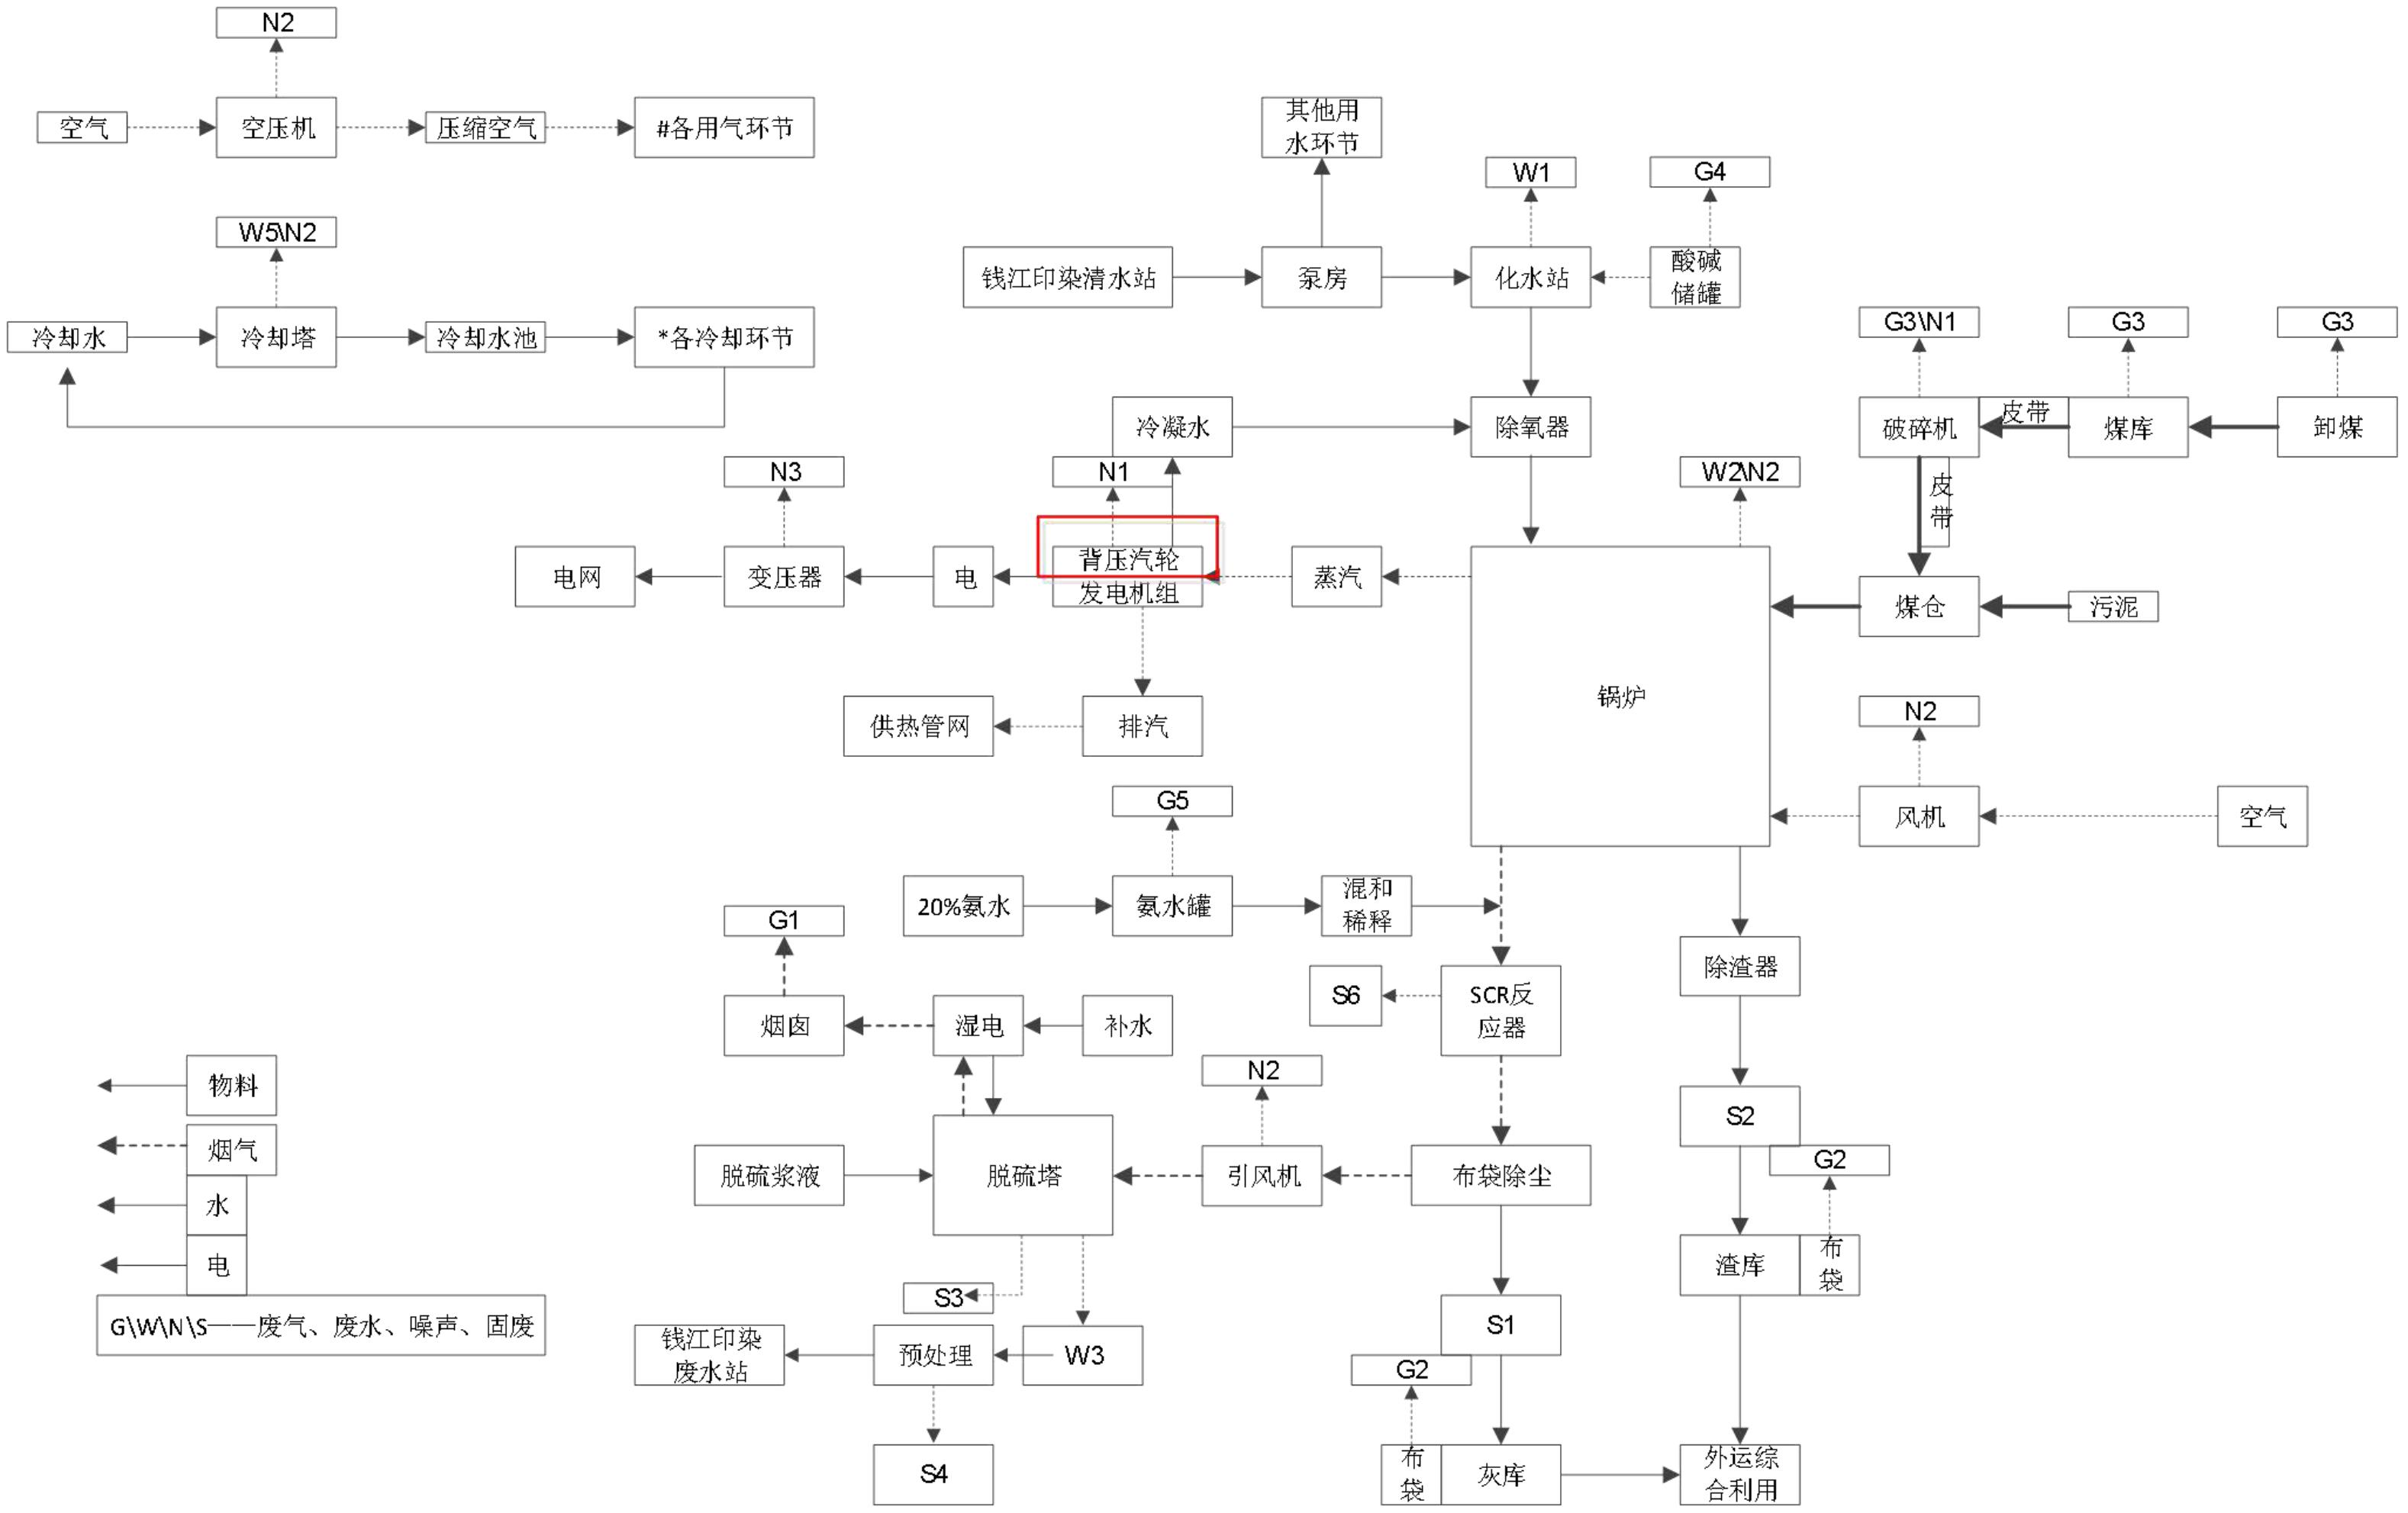 N2
空气
空压机
压缩空气
#各用气环节
W5\N2
冷却水
冷却塔
冷却水池
*各冷却环节
其他用
水环节
W1
G4
钱江印染清水站
泵房
化水站
酸碱
储罐
G3\N1
G3
G3
冷凝水
除氧器
破碎机
皮带
煤库
卸煤
N3
N1
W2\N2
皮
带
电网
变压器
电
背压汽轮
发电机组
蒸汽
煤仓
污泥
锅炉
供热管网
排汽
N2
风机
空气
G5
20%氨水
氨水罐
混和
稀释
G1
除渣器
烟囱
湿电
补水
S6
SCR反
应器
N2
S2
脱硫浆液
脱硫塔
引风机
布袋除尘
G2
渣库
布
袋
S3
S1
钱江印染
废水站
预处理
W3
G2
S4
布
袋
灰库
外运综
合利用
物料
烟气
水
电
G\W\N\S——废气、废水、噪声、固废